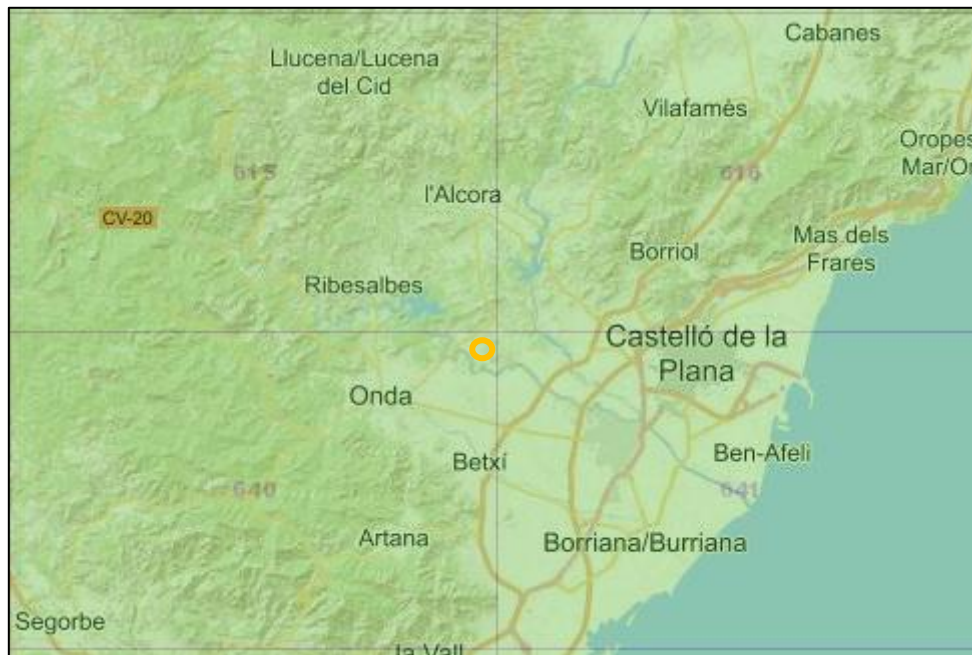 Cabanes
Llucena/Lucena
del Cid
Vilafamès
Oropes
Mar/Or
615
616
l'Alcora
CV-20
Mas dels
Frares
Borriol
Ribesalbes
Castelló de la
Plana
Onda
Betxí
Ben-Afeli
640
641
Artana
Borriana/Burriana
Segorbe
la Vall